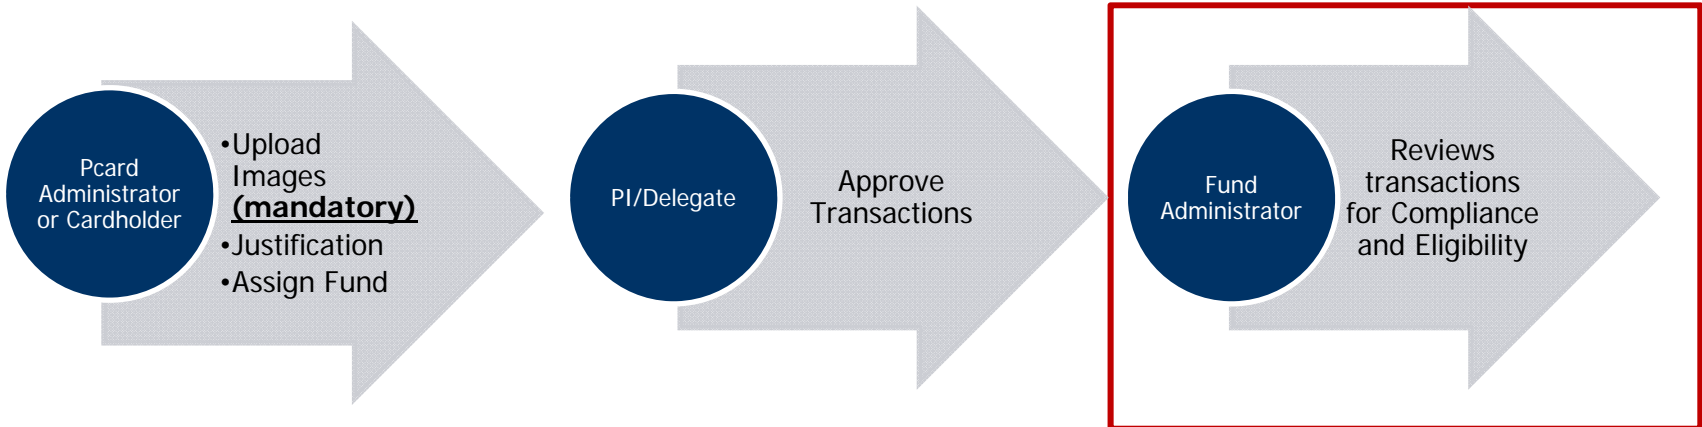 Pcard
Administrator
or Cardholder
•Upload
Images
(mandatory)
•Justification
•Assign Fund
PI/Delegate
Approve
Transactions
Fund
Administrator
Reviews
transactions
for Compliance
and Eligibility